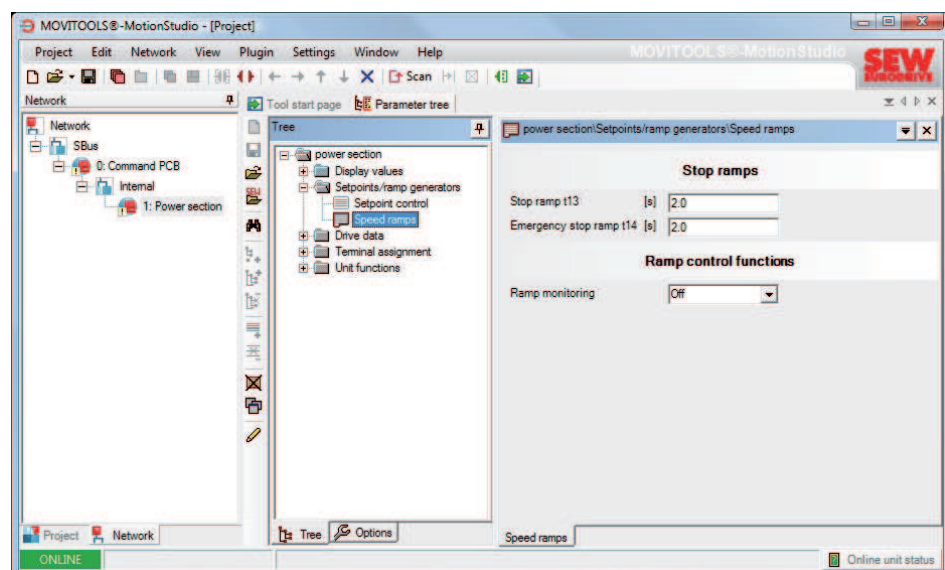 MOVITOOLS®-MotionStudio - [Project]
Project Edit Network View Plugin Settings Window Help
MOVITOOLS®-MotionStudio
SEW
EURODRIVE
Scan
Network
Tool start page Parameter tree
Network
SBus
0: Command PCB
Internal
1: Power section
Project Network
Tree
power section
Display values
Setpoints/ramp generators
Setpoint control
Speed ramps
Drive data
Terminal assignment
Unit functions
Tree Options
power section\Setpoints/ramp generators\Speed ramps
Stop ramps
Stop ramp t13 [s] 2.0
Emergency stop ramp t14 [s] 2.0
Ramp control functions
Ramp monitoring Off
Speed ramps
ONLINE
Online unit status